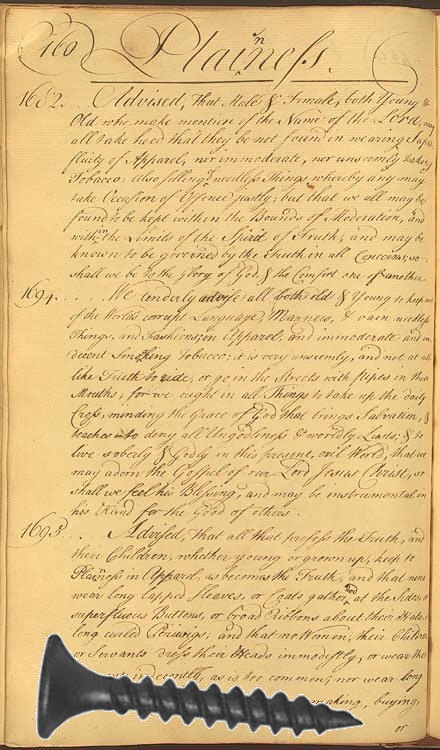 160
Plainness.
1682. . . Advised, That Male & Female, both Young &
Old who make mention of the Name of the Lord, may
all take heed that they be not found in wearing Supe
fluity of Apparel, nor immoderate, nor unseemly taking
Tobacco: Also selling needless Things whereby any may
take Occasion of Offence justly; but that we all may be
found to be kept within the Bounds of Moderation, and
within the Limits of the Spirit of Truth; and may be
known to be governed by the Truth in all Concerns; so
shall we be to the Glory of God, & the Comfort one of another.
1694. . . . . . We tenderly advise all both old & Young to keep out
of the World's corrupt Language, Manners, & vain needless
Things, and Fashions, in Apparel, and immoderate and in
decent Smoking Tobacco; it is very unseemly, and not at all
like Truth to ride, or go in the Streets with pipes in their
Mouths; for we ought in all Things to take up the daily
Cross, minding the Grace of God that brings Salvation, &
teaches to deny all Ungodliness & worldly Lusts; & to
live soberly & Godly in this present, evil World, that we
may adorn the Gospel of our Lord Jesus Christ, so
shall we feel his Blessing, and may be instrumental in
his Hand for the Good of others.
1695. . . Advised, That all that profess the Truth, and
their Children, whether young or grown up, keep to
Plainness in Apparel, as becomes the Truth, and that none
wear long lapped Sleeves, or Coats gather'd at the Sides, or
superfluous Buttons, or broad Ribbons about their Hats, or
long curled Perriwigs; and that no Women, their Children
or Servants dress their Heads immodestly, or wear their
indecently, as is too common; nor wear long
making, buying,
or